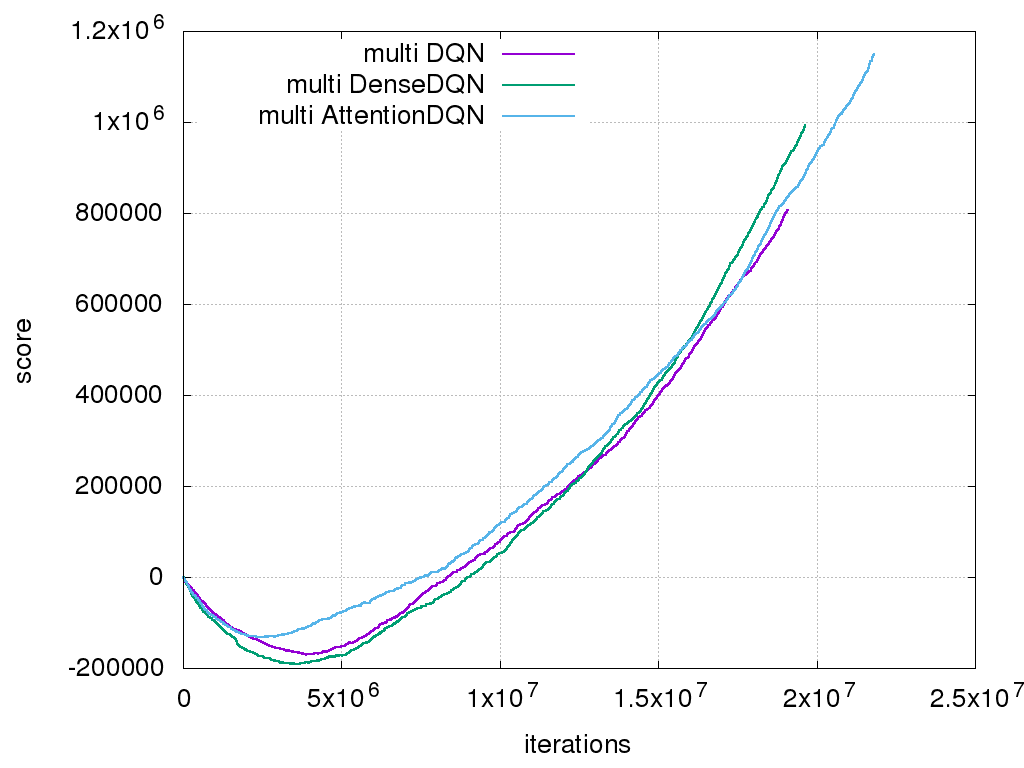 1.2x10^6
1x10^6
800000
600000
400000
200000
0
-200000
score
multi DQN
multi DenseDQN
multi AttentionDQN
0 5x10^6 1x10^7 1.5x10^7 2x10^7 2.5x10^7
iterations